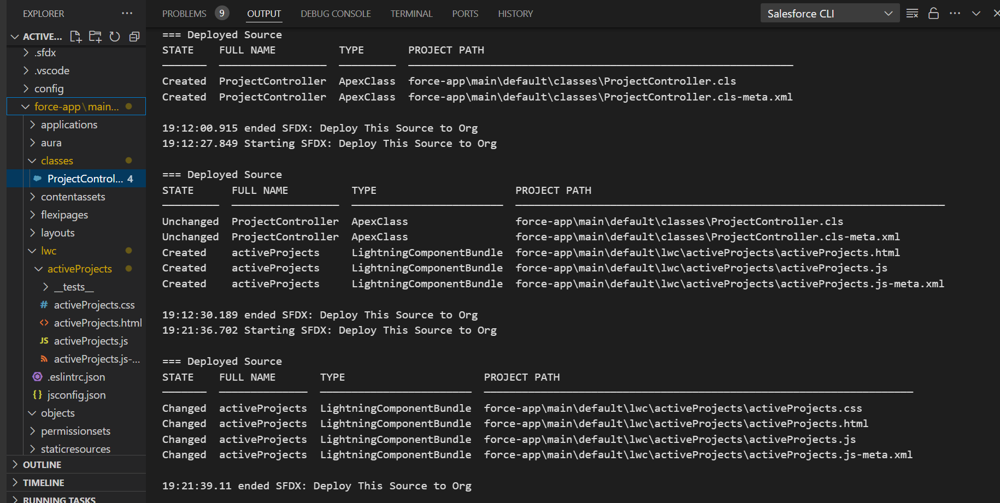 EXPLORER ...
ACTIVE...
.sfdx
.vscode
config
force-app\main...
applications
aura
classes
ProjectControl... 4
contentassets
flexipages
layouts
lwc
activeProjects
__tests__
# activeProjects.css
<> activeProjects.html
JS activeProjects.js
activeProjects.js-...
.eslintrc.json
{} jsconfig.json
objects
permissionsets
staticresources
OUTLINE
TIMELINE
RUNNING TASKS
PROBLEMS 9 OUTPUT DEBUG CONSOLE TERMINAL PORTS HISTORY Salesforce CLI ...
=== Deployed Source
STATE FULL NAME TYPE PROJECT PATH
Created ProjectController ApexClass force-app\main\default\classes\ProjectController.cls
Created ProjectController ApexClass force-app\main\default\classes\ProjectController.cls-meta.xml
19:12:00.915 ended SFDX: Deploy This Source to Org
19:12:27.849 Starting SFDX: Deploy This Source to Org
=== Deployed Source
STATE FULL NAME TYPE PROJECT PATH
Unchanged ProjectController ApexClass force-app\main\default\classes\ProjectController.cls
Unchanged ProjectController ApexClass force-app\main\default\classes\ProjectController.cls-meta.xml
Created activeProjects LightningComponentBundle force-app\main\default\lwc\activeProjects\activeProjects.html
Created activeProjects LightningComponentBundle force-app\main\default\lwc\activeProjects\activeProjects.js
Created activeProjects LightningComponentBundle force-app\main\default\lwc\activeProjects\activeProjects.js-meta.xml
19:12:30.189 ended SFDX: Deploy This Source to Org
19:21:36.702 Starting SFDX: Deploy This Source to Org
=== Deployed Source
STATE FULL NAME TYPE PROJECT PATH
Changed activeProjects LightningComponentBundle force-app\main\default\lwc\activeProjects\activeProjects.css
Changed activeProjects LightningComponentBundle force-app\main\default\lwc\activeProjects\activeProjects.html
Changed activeProjects LightningComponentBundle force-app\main\default\lwc\activeProjects\activeProjects.js
Changed activeProjects LightningComponentBundle force-app\main\default\lwc\activeProjects\activeProjects.js-meta.xml
19:21:39.11 ended SFDX: Deploy This Source to Org